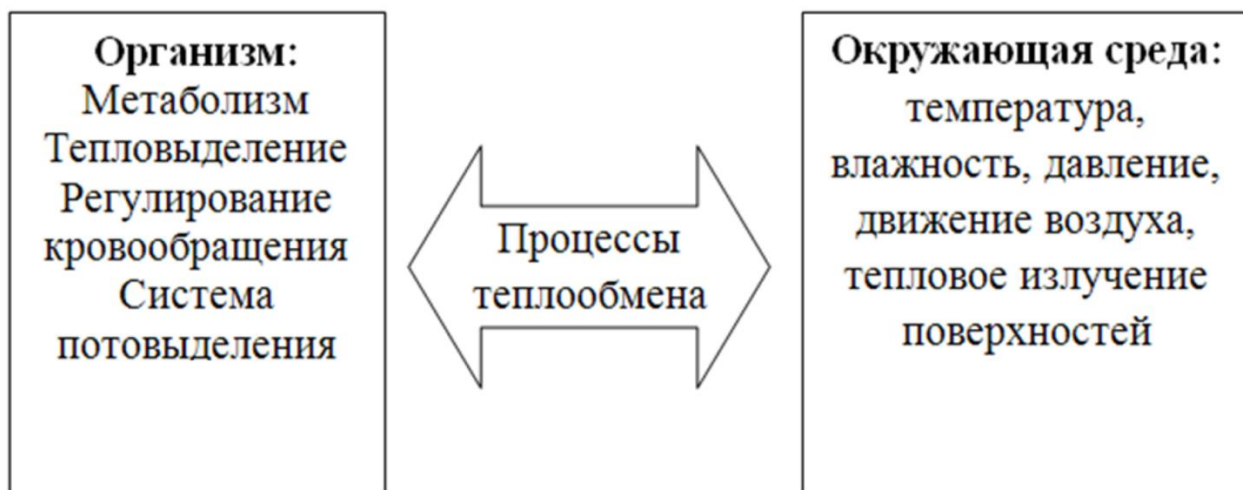 Организм:
Метаболизм
Тепловыделение
Регулирование
кровообращения
Система
потовыделения
Процессы
теплообмена
Окружающая среда:
температура,
влажность, давление,
движение воздуха,
тепловое излучение
поверхностей